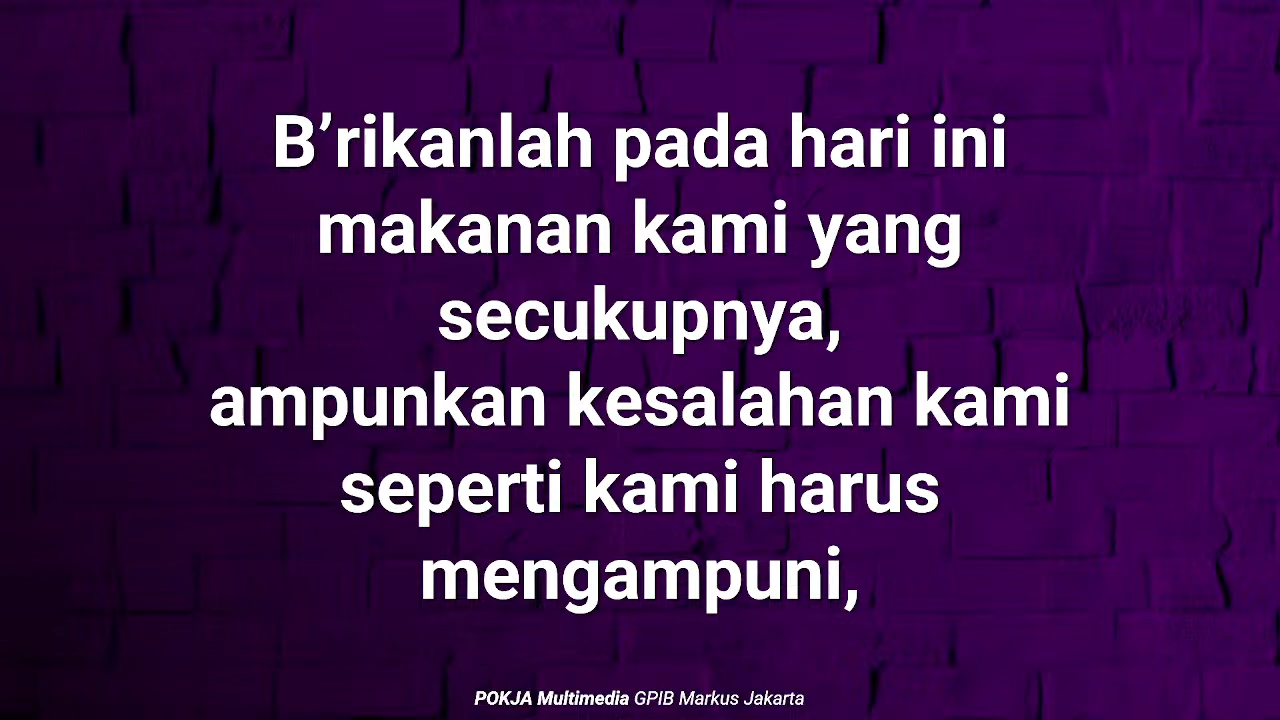 B’rikanlah pada hari ini
makanan kami yang
secukupnya,
ampunkan kesalahan kami
seperti kami harus
mengampuni,
POKJA Multimedia GPIB Markus Jakarta